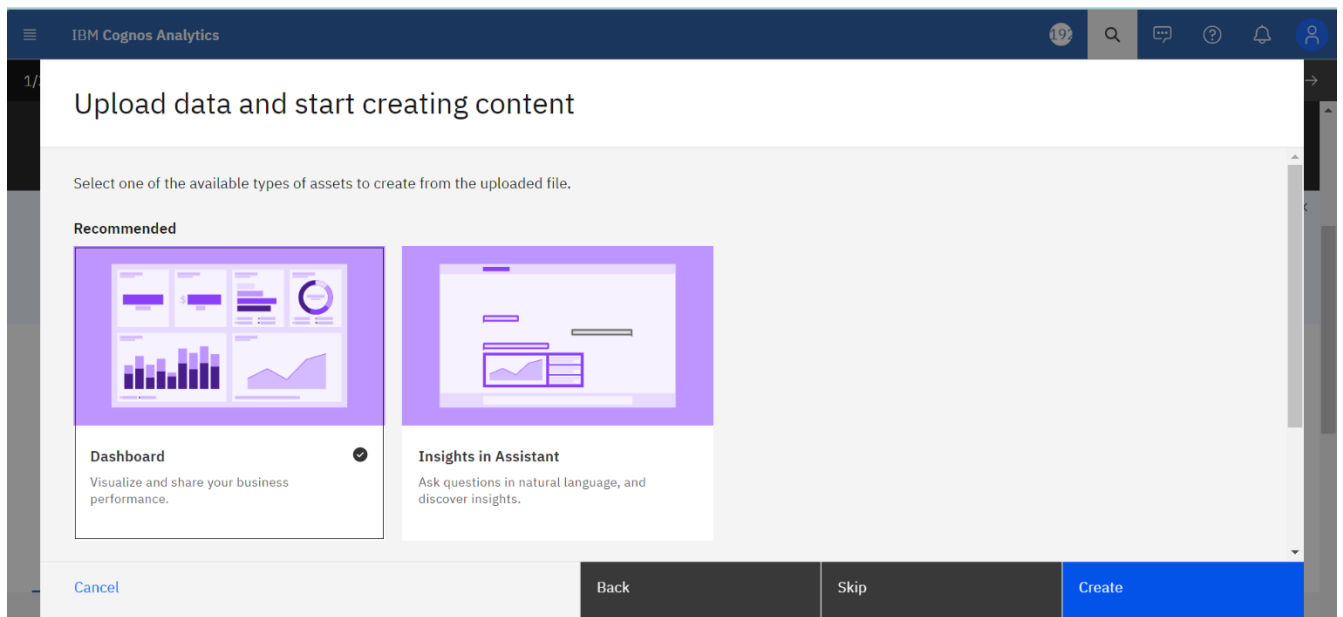 IBM Cognos Analytics
192
1/
Upload data and start creating content
Select one of the available types of assets to create from the uploaded file.
Recommended
$
Dashboard
Visualize and share your business
performance.
Insights in Assistant
Ask questions in natural language, and
discover insights.
Cancel
Back
Skip
Create